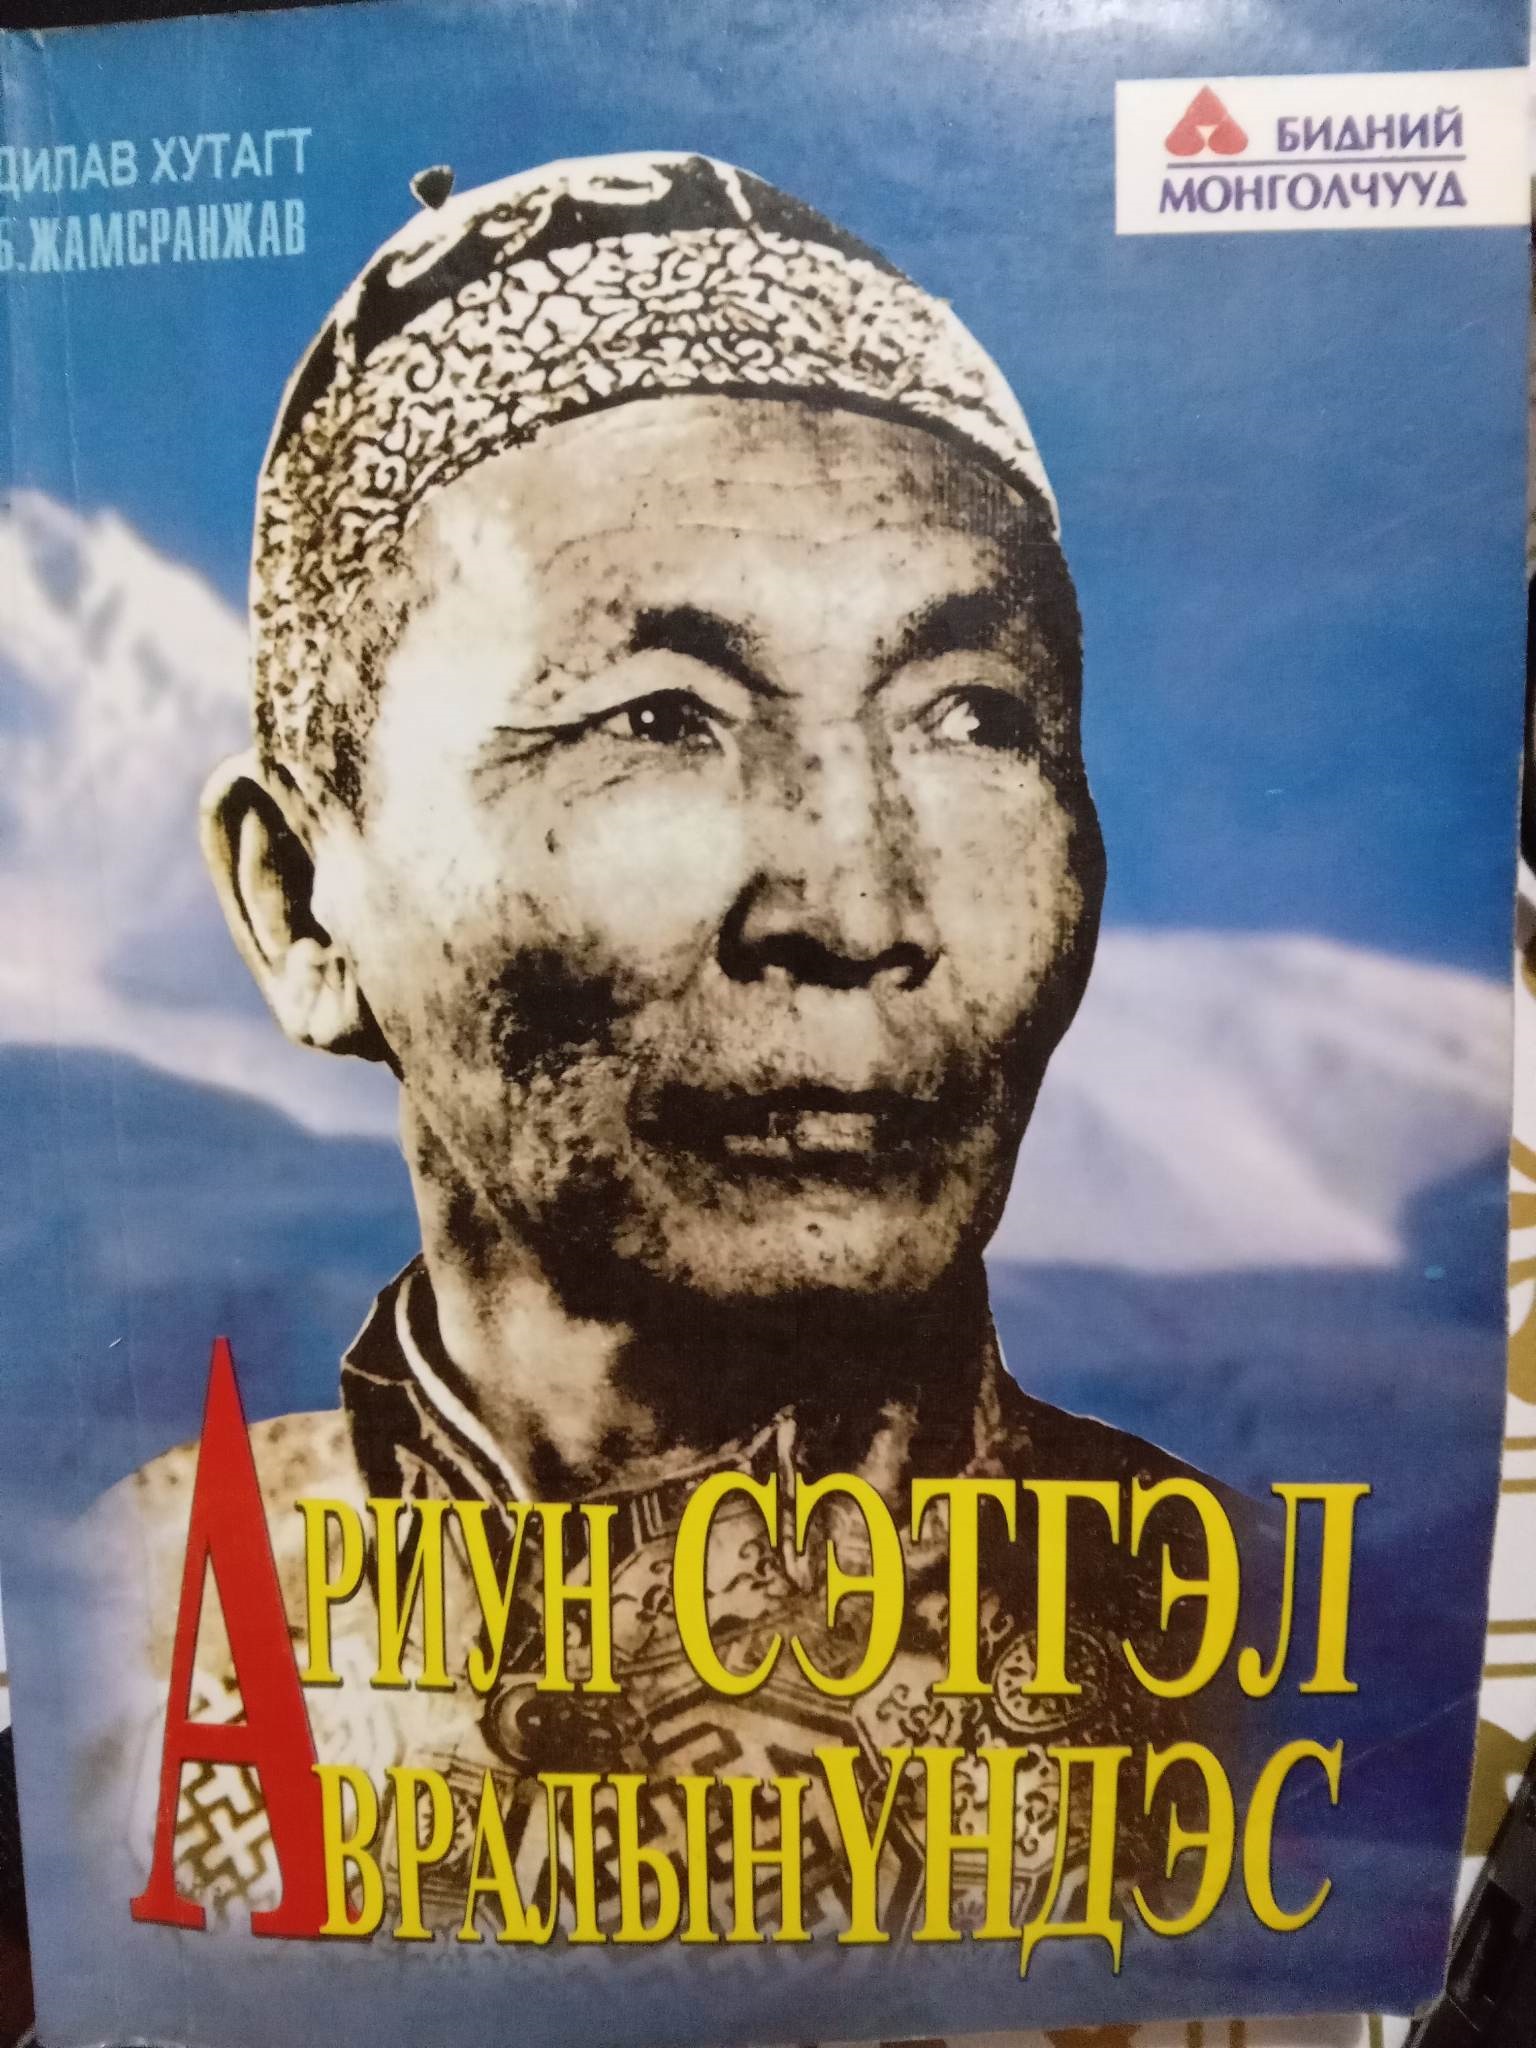 ДИЛАВ ХУТАГТ
Б.ЖАМСРАНЖАВ
БИДНИЙ
МОНГОЛЧУУД
АРИУН СЭТГЭЛ
АВРАЛЫН ҮНДЭС